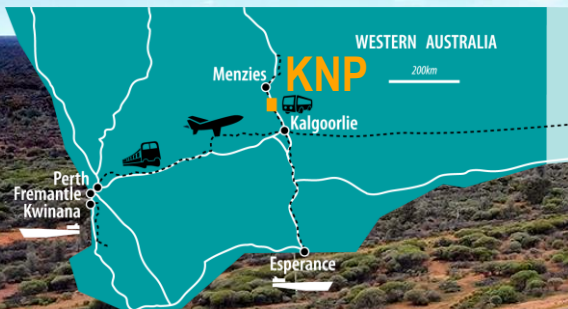 WESTERN AUSTRALIA
200km
Menzies
KNP
Kalgoorlie
Perth
Fremantle
Kwinana
Esperance